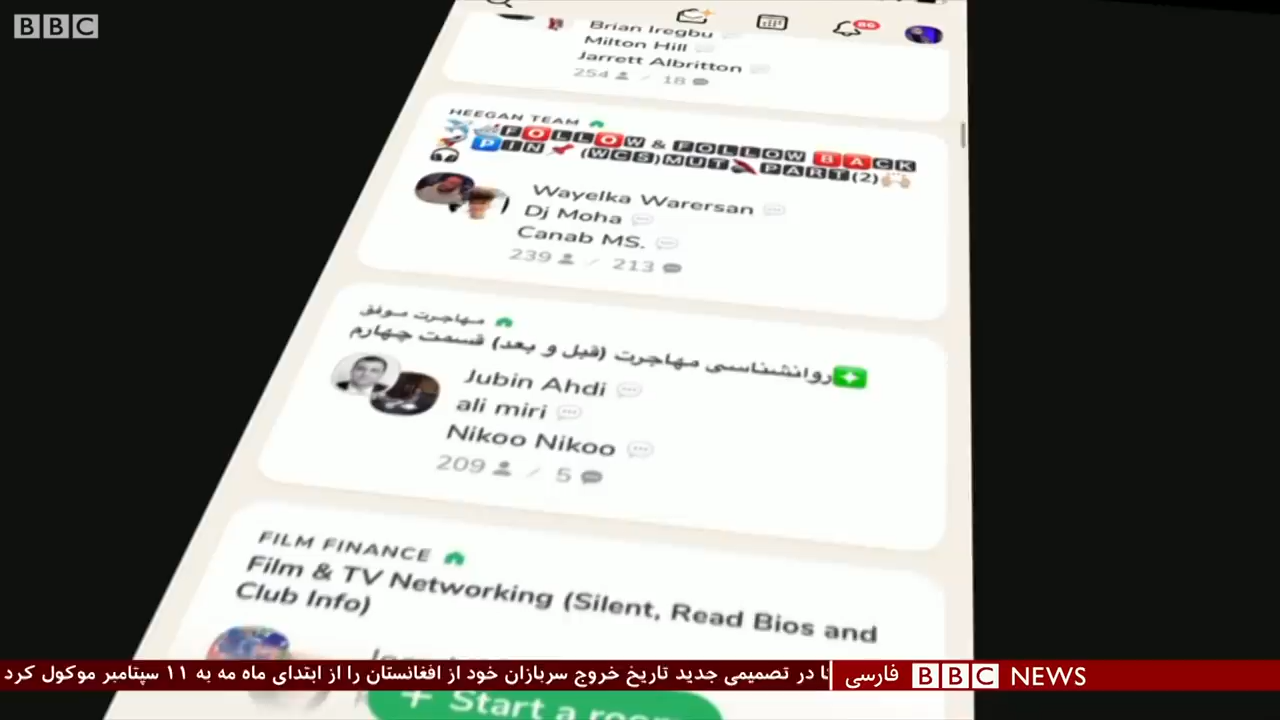 BBC
86
Brian Iregbu
Milton Hill
Jarrett Albritton
254 / 18
HEEGAN TEAM
FOLLOW & FOLLOW BACK
PIN (WCS)MUT PART(2)
Wayelka Warersan
Dj Moha
Canab MS.
239 / 213
مهاجرت موفق
روانشناسی مهاجرت (قبل و بعد) قسمت چهارم
Jubin Ahdi
ali miri
Nikoo Nikoo
209 / 5
FILM FINANCE
Film & TV Networking (Silent, Read Bios and
Club Info)
+ Start a room
در تصمیمی جدید تاریخ خروج سربازان خود از افغانستان را از ابتدای ماه مه به ۱۱ سپتامبر موکول کرد
BBC NEWS فارسی